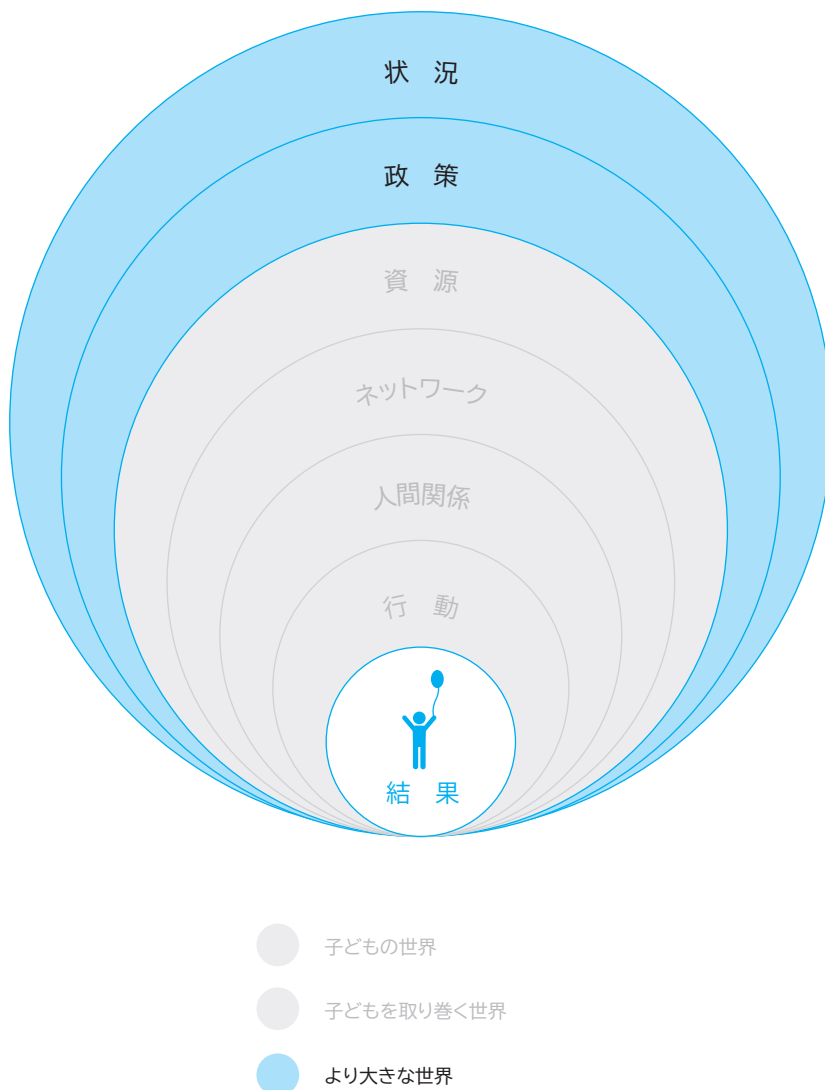 状　況
政　策
資　源
ネットワーク
人間関係
行　動
結　果
子どもの世界
子どもを取り巻く世界
より大きな世界